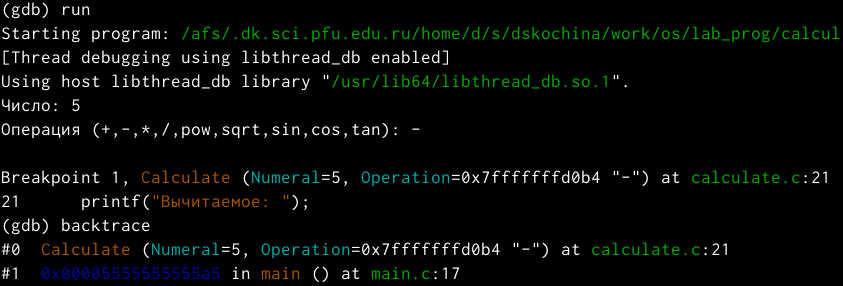 (gdb) run
Starting program: /afs/.dk.sci.pfu.edu.ru/home/d/s/dskochina/work/os/lab_prog/calcul
[Thread debugging using libthread_db enabled]
Using host libthread_db library "/usr/lib64/libthread_db.so.1".
Число: 5
Операция (+,-,*,/,pow,sqrt,sin,cos,tan): -
Breakpoint 1, Calculate (Numeral=5, Operation=0x7fffffffd0b4 "-") at calculate.c:21
21      printf("Вычитаемое: ");
(gdb) backtrace
#0  Calculate (Numeral=5, Operation=0x7fffffffd0b4 "-") at calculate.c:21
#1  0x00005555555555a5 in main () at main.c:17